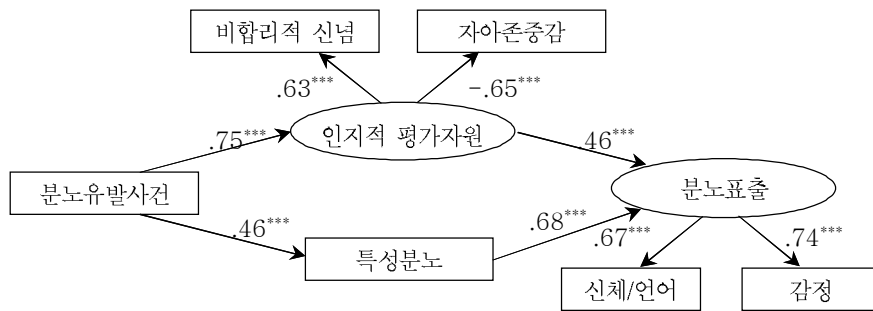 비합리적 신념
자아존중감
.63***
-.65***
인지적 평가자원
.75***
46***
분노유발사건
분노표출
.46***
.68***
특성분노
.67***
.74***
신체/언어
감정